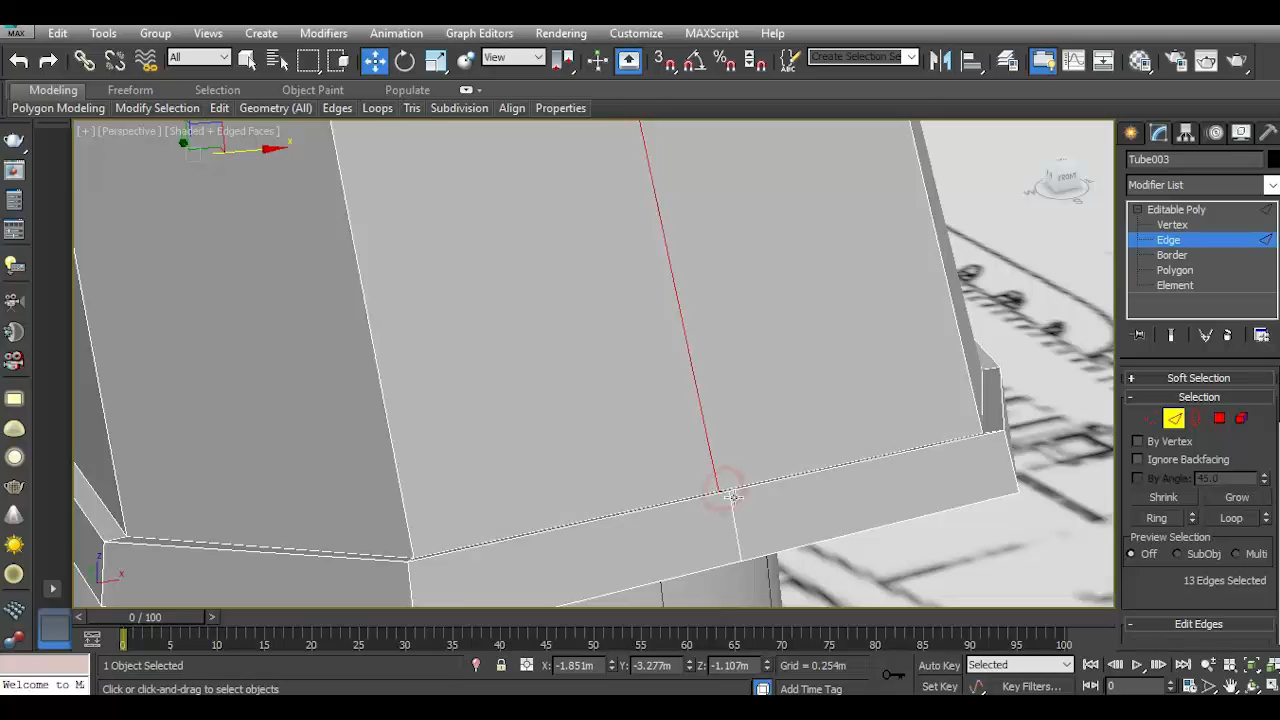 MAX Edit Tools Group Views Create Modifiers Animation Graph Editors Rendering Customize MAXScript Help
All View 3 Create Selection Se
Modeling Freeform Selection Object Paint Populate
Polygon Modeling Modify Selection Edit Geometry (All) Edges Loops Tris Subdivision Align Properties
[+] [Perspective] [Shaded + Edged Faces]
x
FRONT
Tube003
Modifier List
Editable Poly
Vertex
Edge
Border
Polygon
Element
+ Soft Selection
- Selection
By Vertex
Ignore Backfacing
By Angle: 45.0
Shrink Grow
Ring Loop
Preview Selection
Off SubObj Multi
13 Edges Selected
- Edit Edges
z
x
< 0 / 100 >
0 5 10 15 20 25 30 35 40 45 50 55 60 65 70 75 80 85 90 95 100
1 Object Selected X: -1.851m Y: -3.277m Z: -1.107m Grid = 0.254m Auto Key Selected
Welcome to M Click or click-and-drag to select objects Add Time Tag Set Key Key Filters... 0